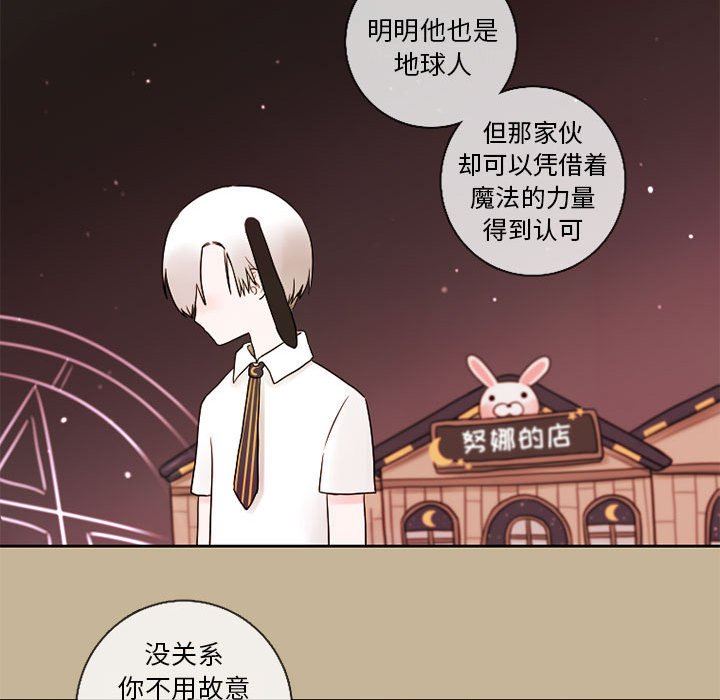 明明他也是
地球人
但那家伙
却可以凭借着
魔法的力量
得到认可
努娜的店
没关系
你不用故意